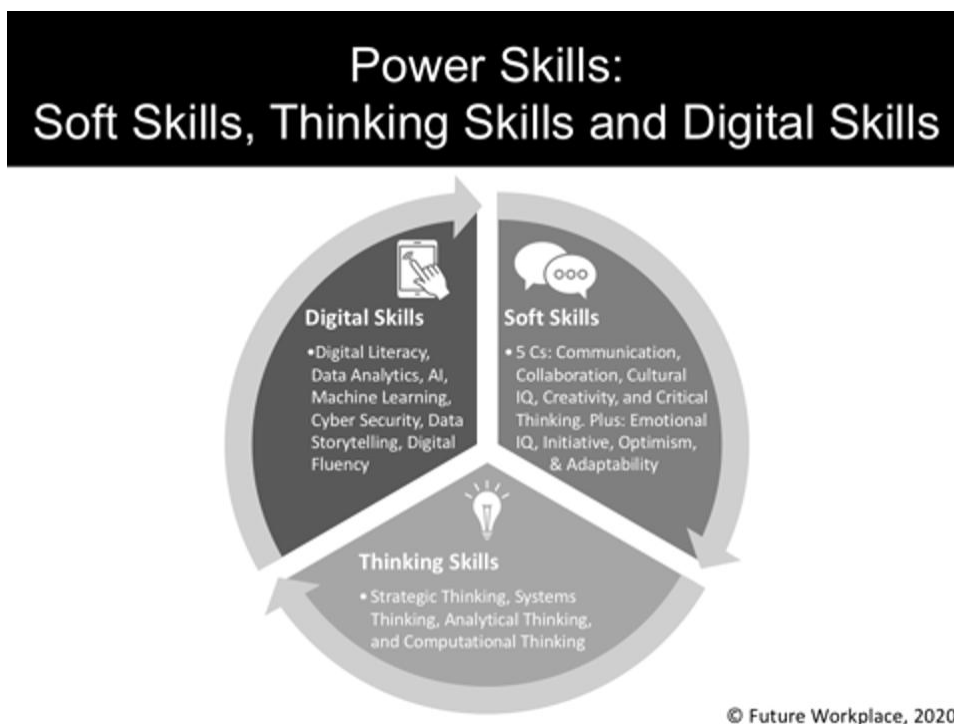 Power Skills:
Soft Skills, Thinking Skills and Digital Skills
Digital Skills
•Digital Literacy,
Data Analytics, AI,
Machine Learning,
Cyber Security, Data
Storytelling, Digital
Fluency
Soft Skills
• 5 Cs: Communication,
Collaboration, Cultural
IQ, Creativity, and Critical
Thinking. Plus: Emotional
IQ, Initiative, Optimism,
& Adaptability
Thinking Skills
• Strategic Thinking, Systems
Thinking, Analytical Thinking,
and Computational Thinking
© Future Workplace, 2020